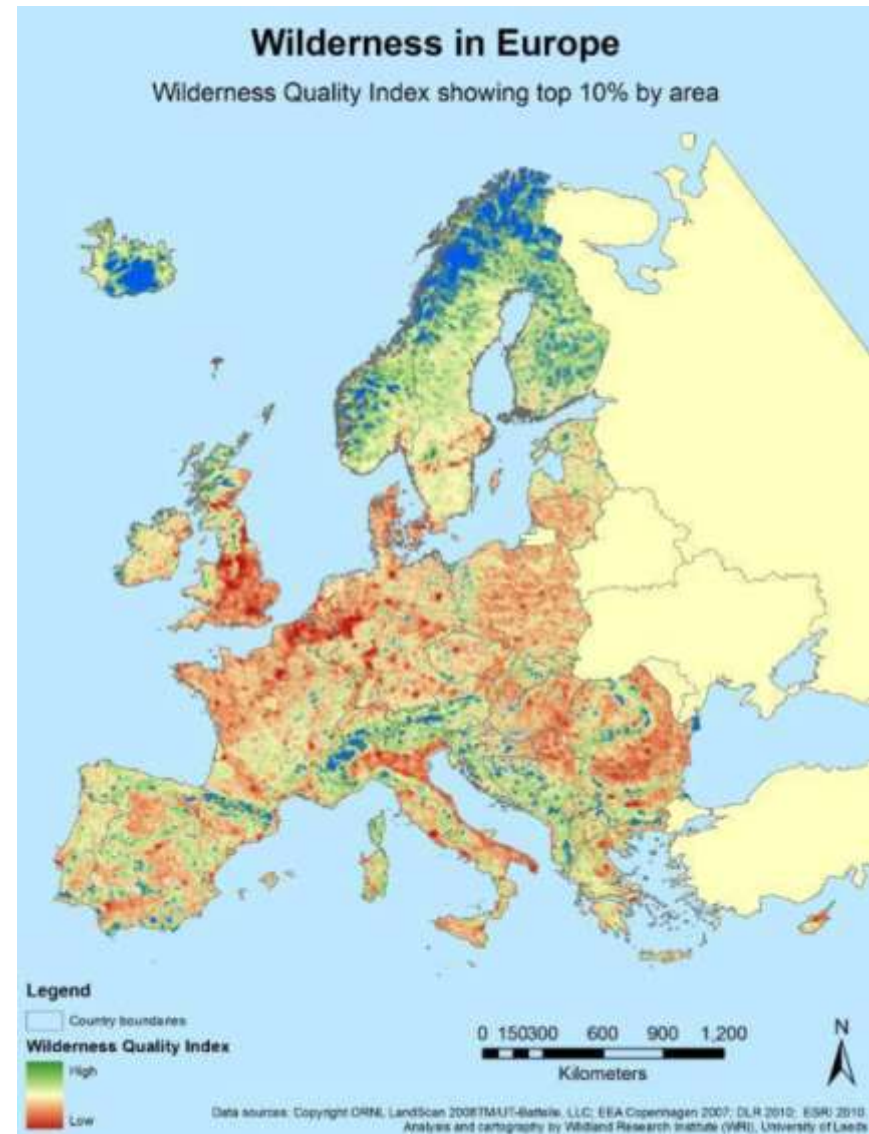 Wilderness in Europe
Wilderness Quality Index showing top 10% by area
Legend
Country boundaries
Wilderness Quality Index
High
Low
0 150300 600 900 1,200
Kilometers
N
Data sources: Copyright ORNL LandScan 2008TM/UT-Battelle, LLC; EEA Copenhagen 2007; DLR 2010; ESRI 2010.
Analysis and cartography by Wildland Research Institute (WRi), University of Leeds